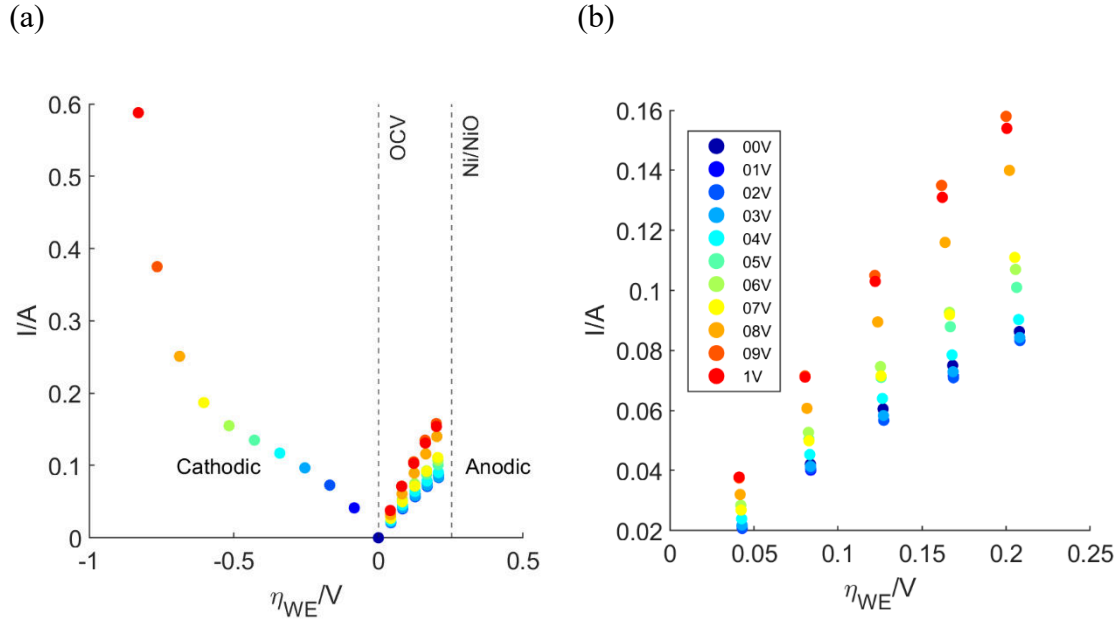 (a)
0.6
0.5
0.4
0.3
0.2
0.1
0
I/A
OCV
Ni/NiO
Cathodic
Anodic
-1
-0.5
0
0.5
ηWE/V
(b)
0.16
0.14
0.12
0.1
0.08
0.06
0.04
0.02
I/A
00V
01V
02V
03V
04V
05V
06V
07V
08V
09V
1V
0
0.05
0.1
0.15
0.2
0.25
ηWE/V